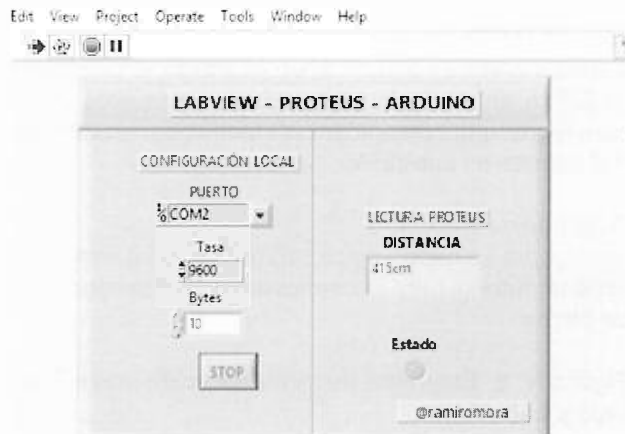 Edit View Project Operate Tools Window Help
LABVIEW - PROTEUS - ARDUINO
CONFIGURACIÓN LOCAL
PUERTO
COM2
Tasa
9600
Bytes
10
STOP
LECTURA PROTEUS
DISTANCIA
415cm
Estado
@ramiromora